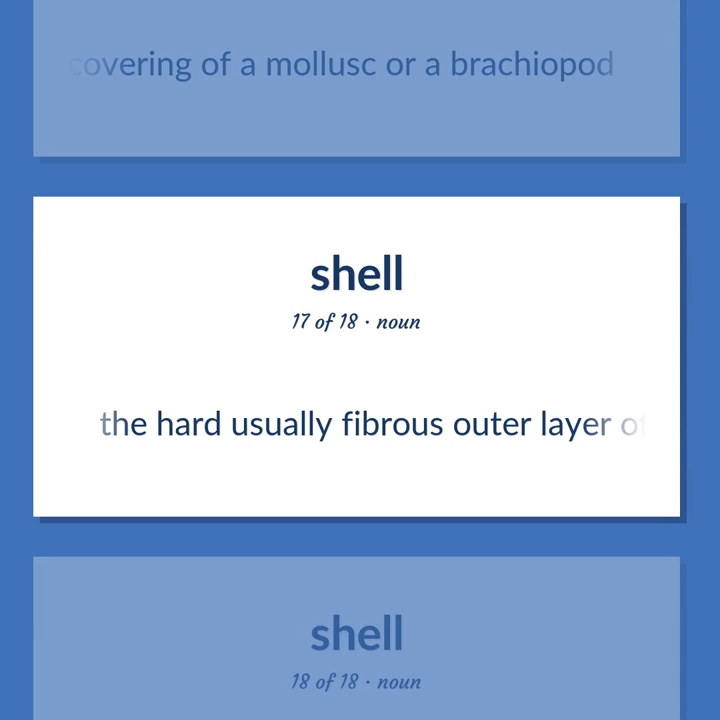 covering of a mollusc or a brachiopod
shell
17 of 18 · noun
the hard usually fibrous outer layer of
shell
18 of 18 · noun